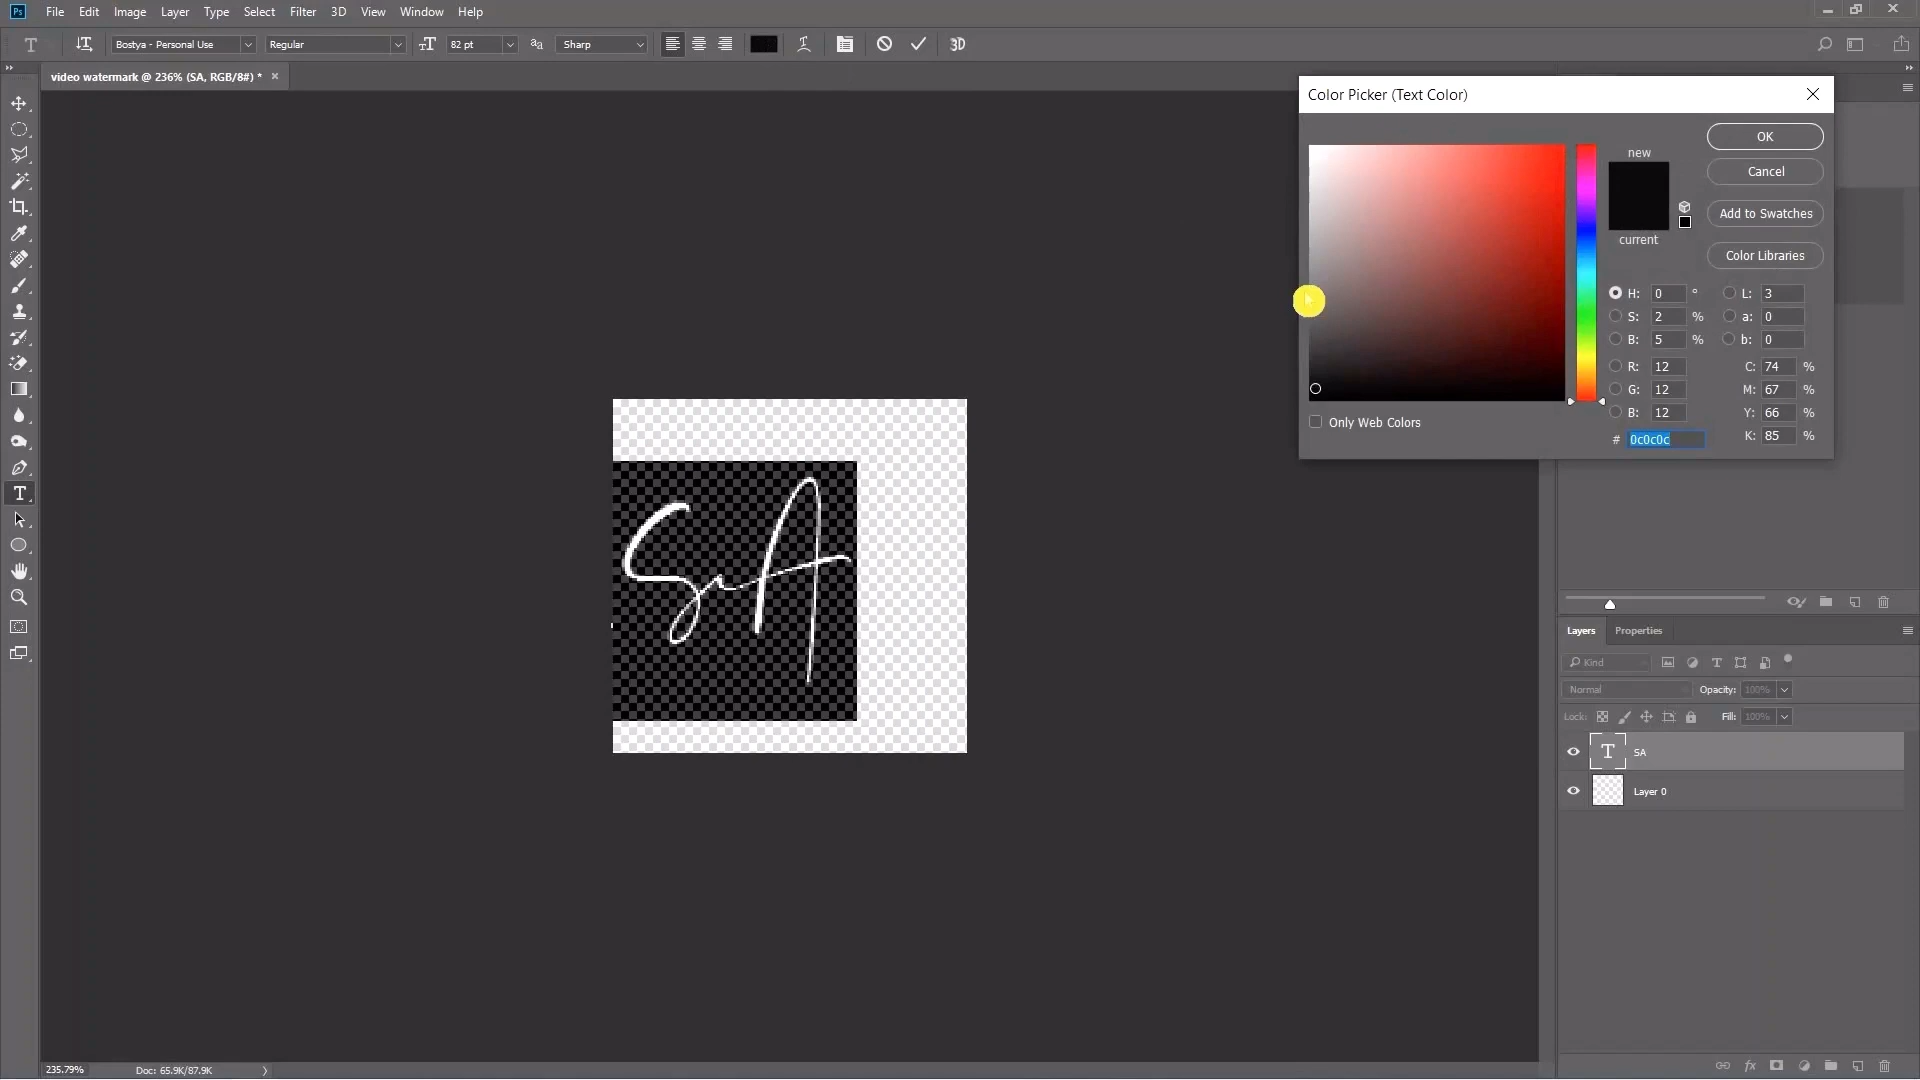 Ps File Edit Image Layer Type Select Filter 3D View Window Help
T Bostya - Personal Use Regular 82 pt Sharp 3D
video watermark @ 236% (SA, RGB/8#) * ×
Color Picker (Text Color)
OK
new
Cancel
Add to Swatches
current
Color Libraries
H: 0 ° L: 3
S: 2 % a: 0
B: 5 % b: 0
R: 12 C: 74 %
G: 12 M: 67 %
B: 12 Y: 66 %
# 0c0c0c K: 85 %
Only Web Colors
SA
Layers Properties
Kind
Normal Opacity: 100%
Lock: Fill: 100%
T SA
Layer 0
235.79% Doc: 65.9K/87.9K